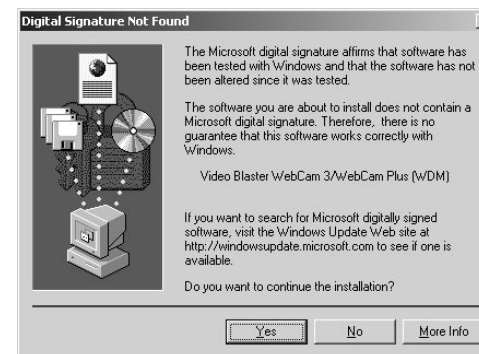 Digital Signature Not Found
The Microsoft digital signature affirms that software has
been tested with Windows and that the software has not
been altered since it was tested.
The software you are about to install does not contain a
Microsoft digital signature. Therefore, there is no
guarantee that this software works correctly with
Windows.
Video Blaster WebCam 3/WebCam Plus (WDM)
If you want to search for Microsoft digitally signed
software, visit the Windows Update Web site at
http://windowsupdate.microsoft.com to see if one is
available.
Do you want to continue the installation?
Yes No More Info